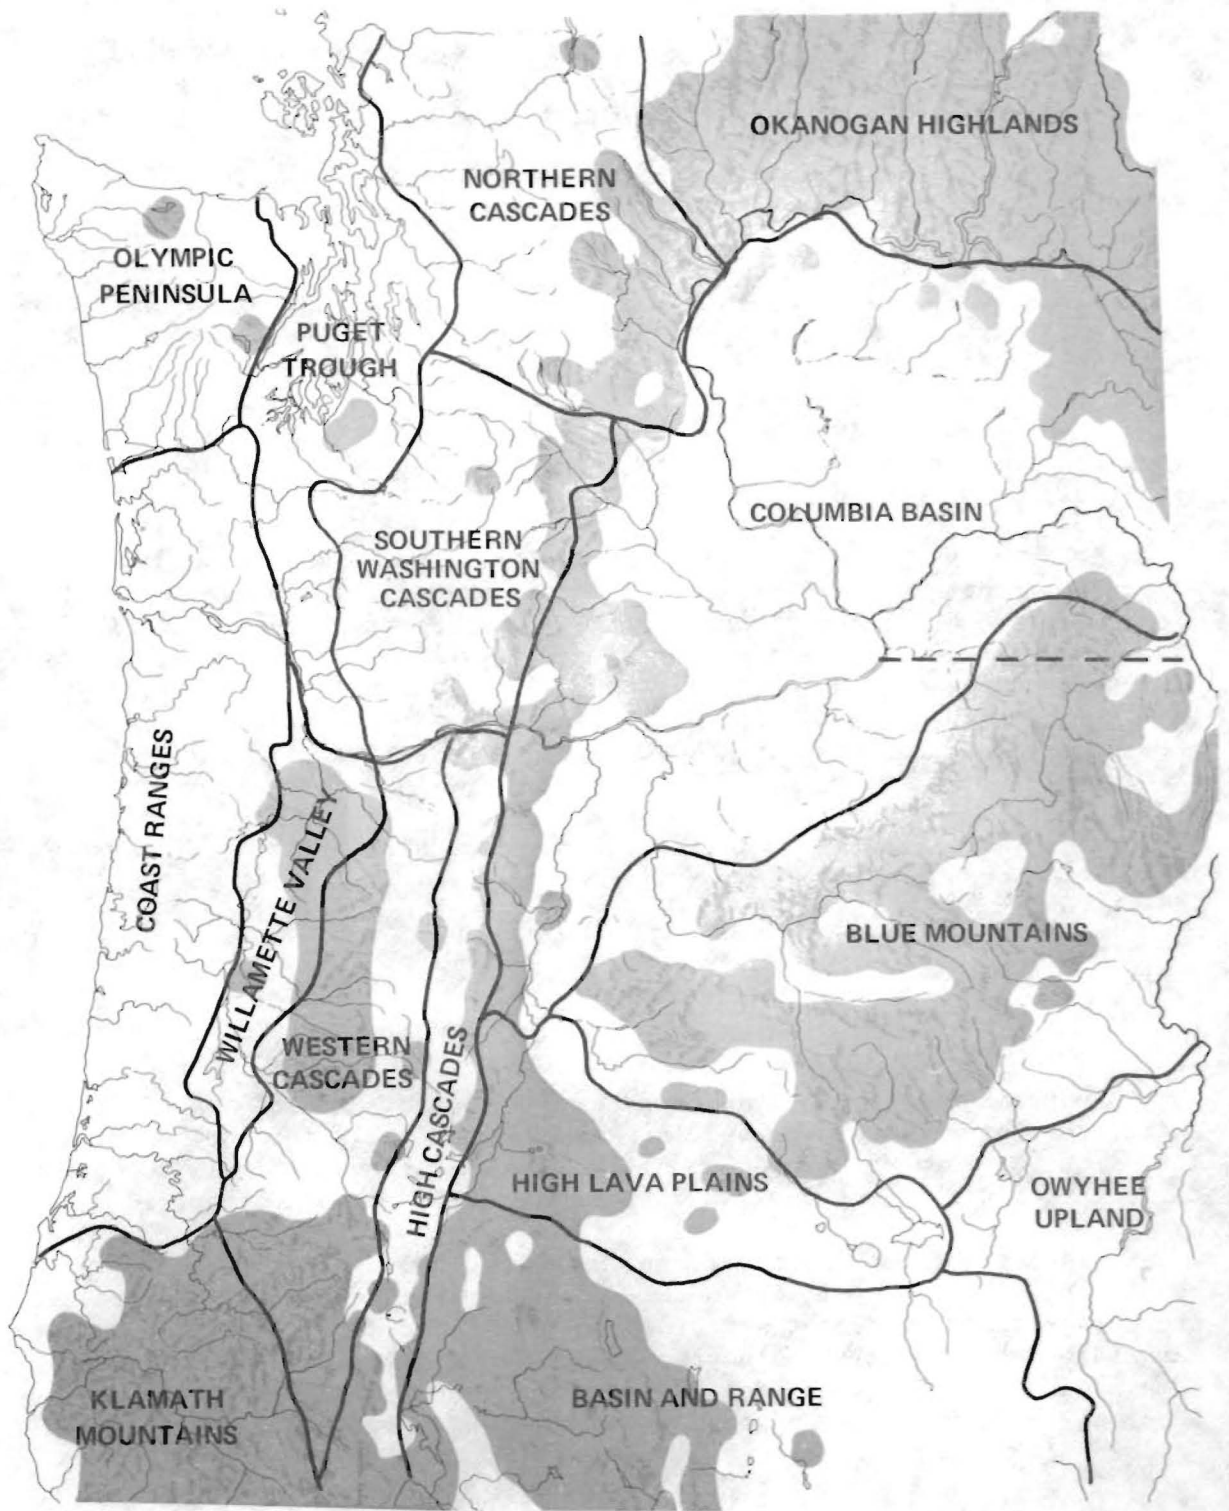 OKANOGAN HIGHLANDS
NORTHERN
CASCADES
OLYMPIC
PENINSULA
PUGET
TROUGH
COLUMBIA BASIN
SOUTHERN
WASHINGTON
CASCADES
COAST RANGES
WILLAMETTE VALLEY
BLUE MOUNTAINS
WESTERN
CASCADES
HIGH CASCADES
HIGH LAVA PLAINS
OWYHEE
UPLAND
KLAMATH
MOUNTAINS
BASIN AND RANGE